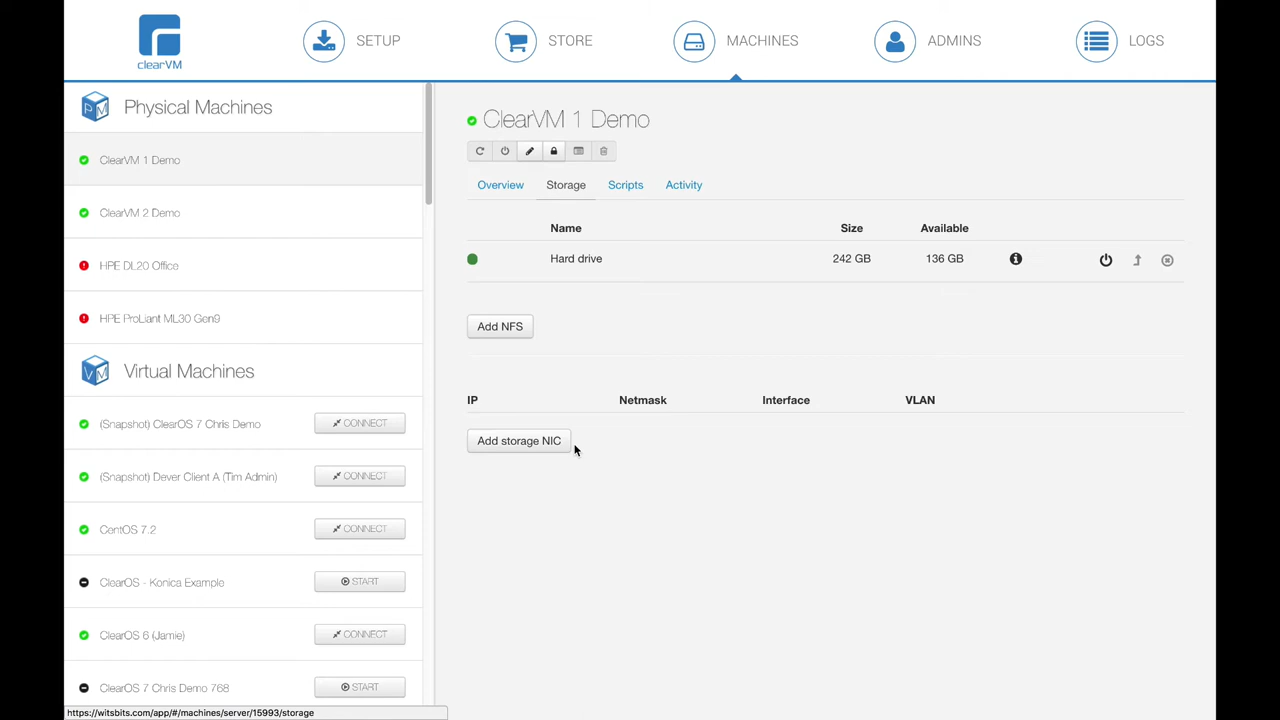 clearVM
SETUP
STORE
MACHINES
ADMINS
LOGS
PM
Physical Machines
ClearVM 1 Demo
ClearVM 2 Demo
HPE DL20 Office
HPE ProLiant ML30 Gen9
VM
Virtual Machines
(Snapshot) ClearOS 7 Chris Demo CONNECT
(Snapshot) Dever Client A (Tim Admin) CONNECT
CentOS 7.2 CONNECT
ClearOS - Konica Example START
ClearOS 6 (Jamie) CONNECT
ClearOS 7 Chris Demo 768 START
https://witsbits.com/app/#/machines/server/15993/storage
ClearVM 1 Demo
Overview Storage Scripts Activity
Name Size Available
Hard drive 242 GB 136 GB
Add NFS
IP Netmask Interface VLAN
Add storage NIC